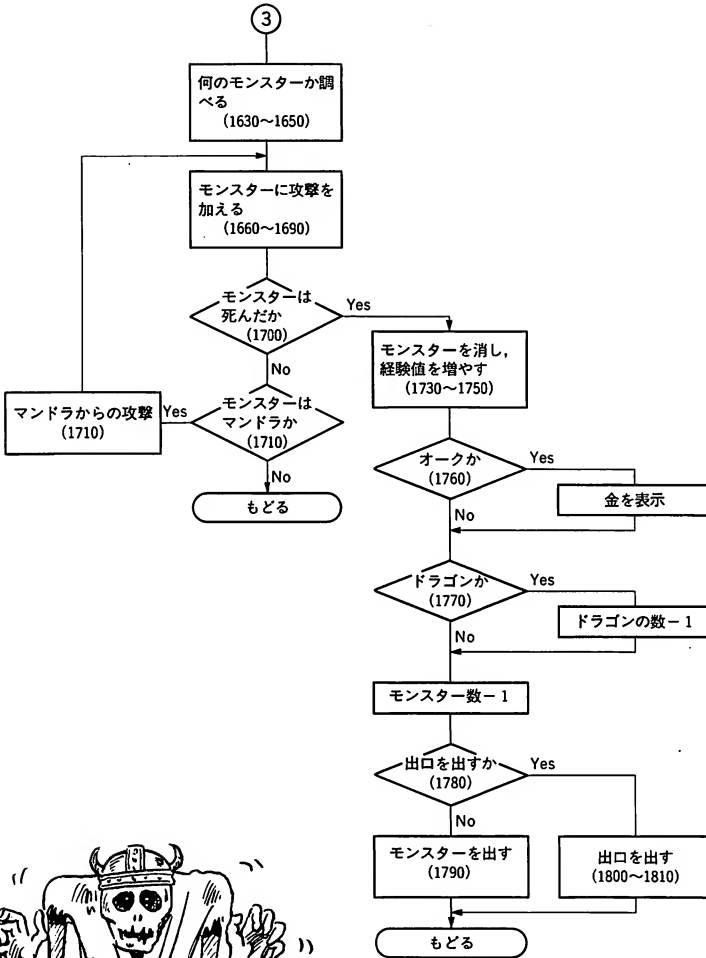 3
何のモンスターか調
べる
(1630〜1650)
モンスターに攻撃を
加える
(1660〜1690)
モンスターは
死んだか
(1700)
Yes
No
モンスターを消し,
経験値を増やす
(1730〜1750)
マンドラからの攻撃
(1710)
Yes
モンスターは
マンドラか
(1710)
No
もどる
オークか
(1760)
Yes
金を表示
No
ドラゴンか
(1770)
Yes
ドラゴンの数−1
No
モンスター数−1
出口を出すか
(1780)
Yes
No
モンスターを出す
(1790)
出口を出す
(1800〜1810)
もどる